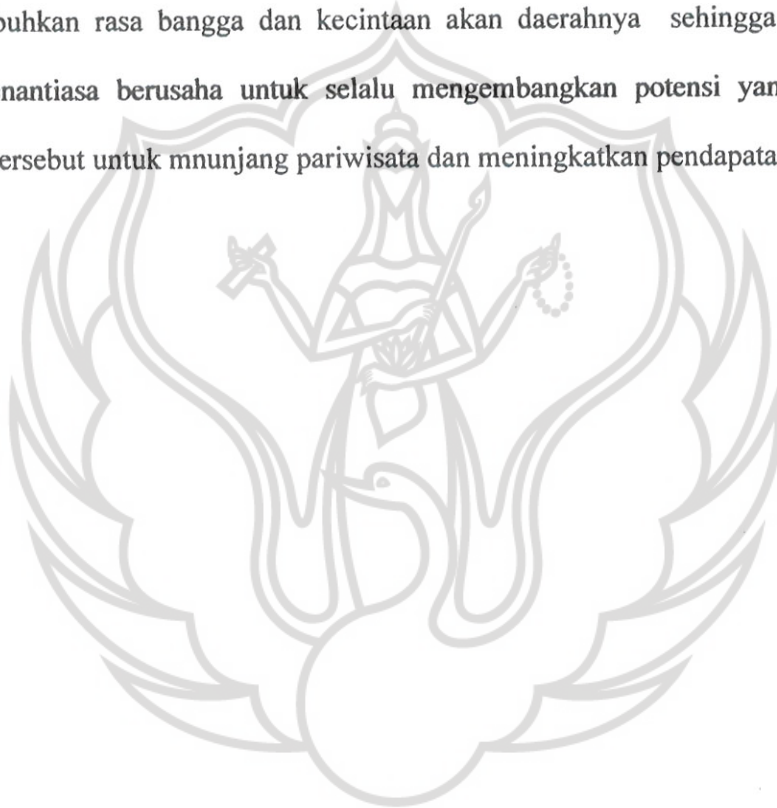 buhkan rasa bangga dan kecintaan akan daerahnya sehingga
nantiasa berusaha untuk selalu mengembangkan potensi yan
ersebut untuk mnunjang pariwisata dan meningkatkan pendapata